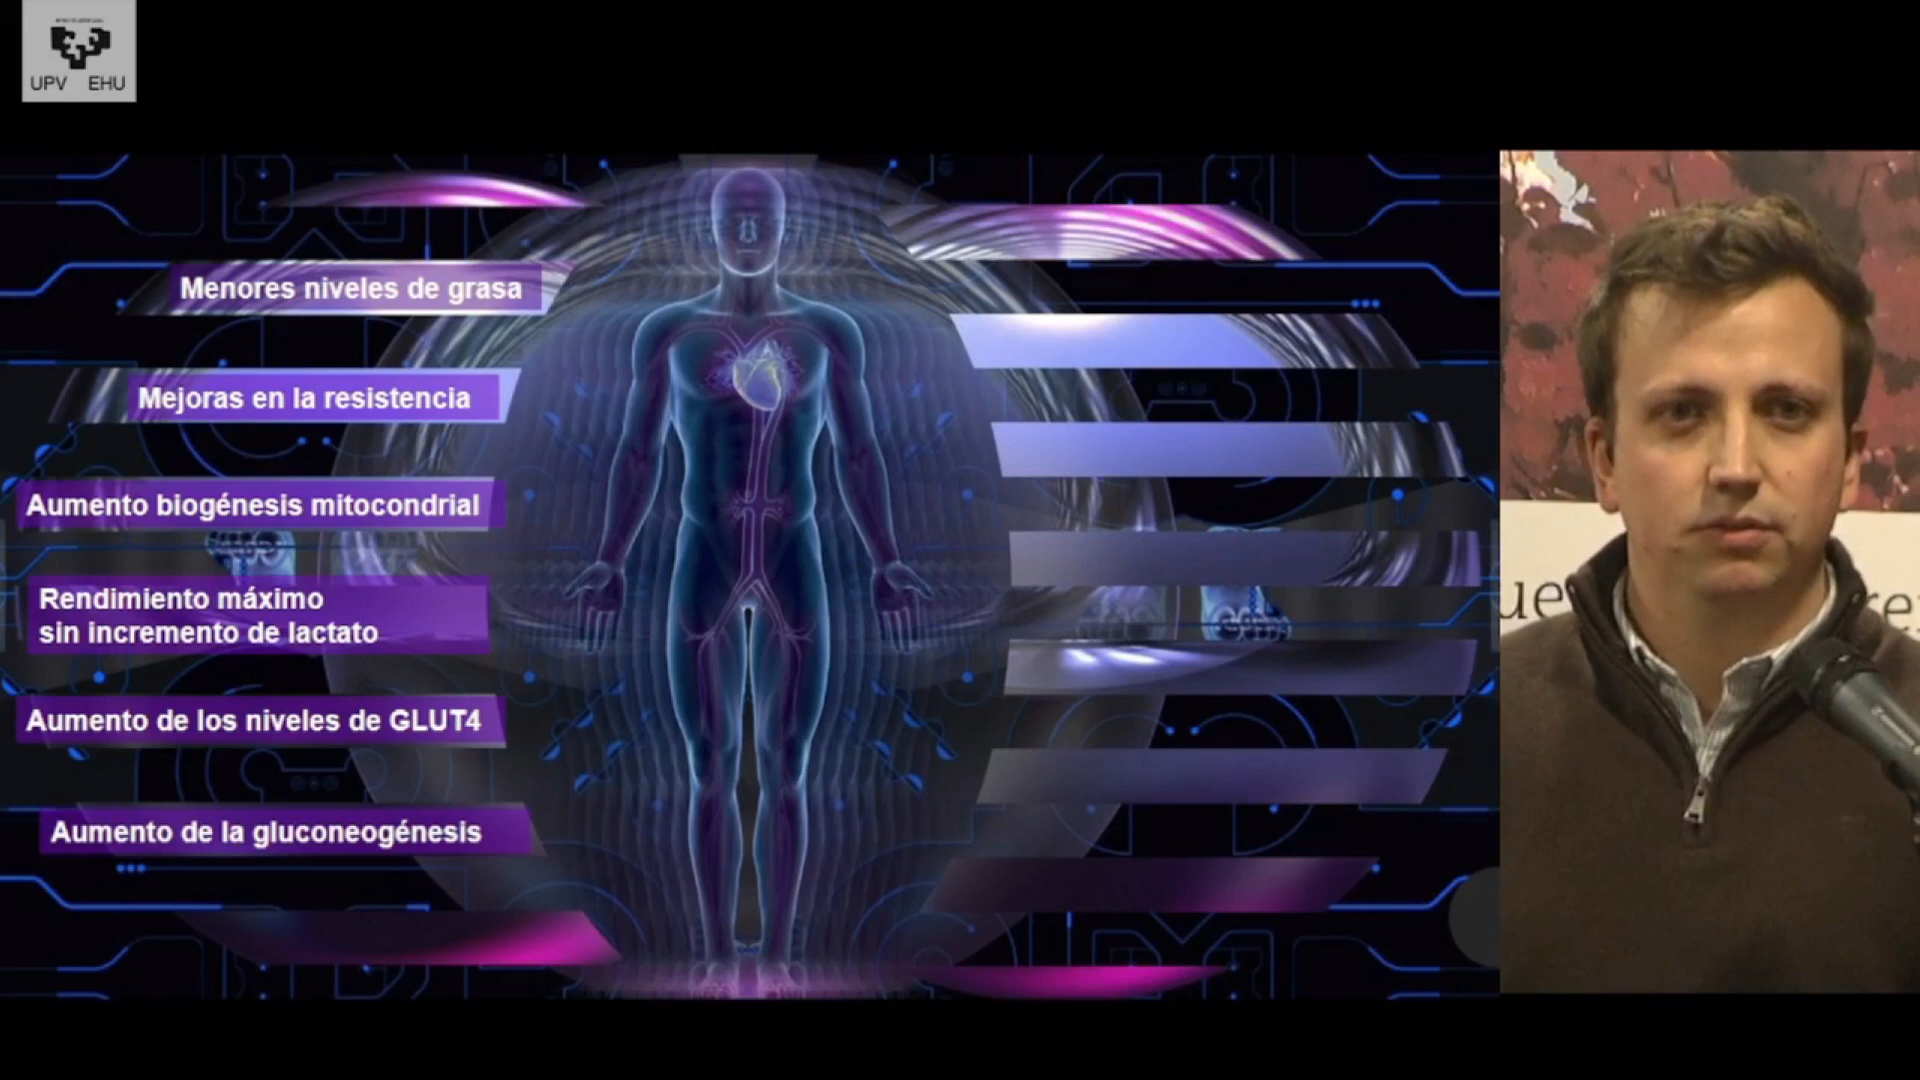 UPV EHU
Menores niveles de grasa
Mejoras en la resistencia
Aumento biogénesis mitocondrial
Rendimiento máximo
sin incremento de lactato
Aumento de los niveles de GLUT4
Aumento de la gluconeogénesis